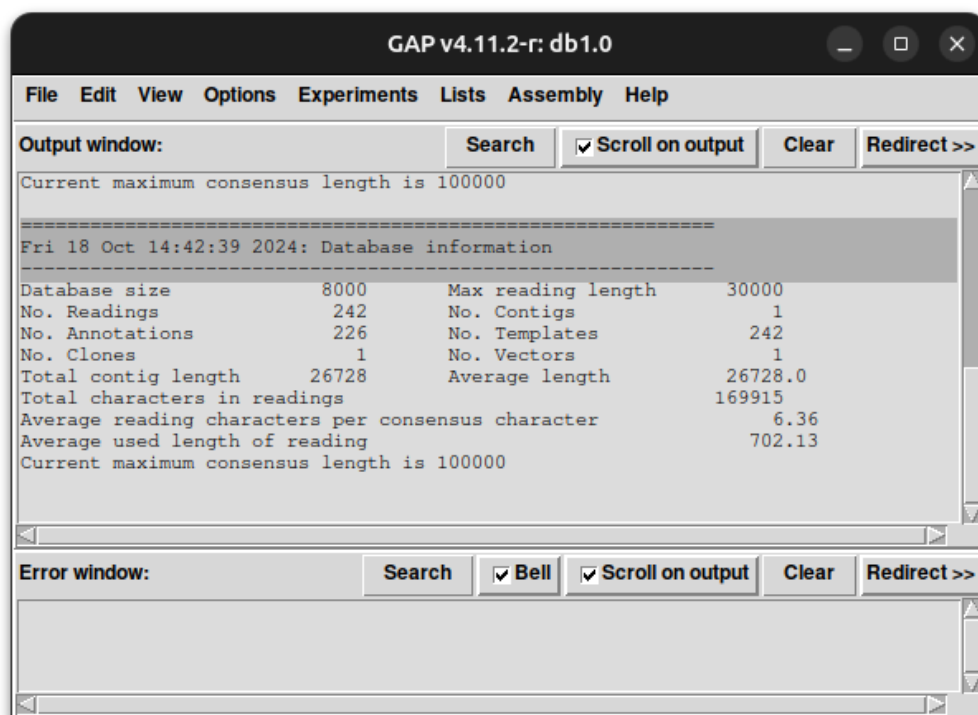 GAP v4.11.2-r: db1.0
File Edit View Options Experiments Lists Assembly Help
Output window: Search Scroll on output Clear Redirect >>
Current maximum consensus length is 100000
============================================================
Fri 18 Oct 14:42:39 2024: Database information
------------------------------------------------------------
Database size 8000 Max reading length 30000
No. Readings 242 No. Contigs 1
No. Annotations 226 No. Templates 242
No. Clones 1 No. Vectors 1
Total contig length 26728 Average length 26728.0
Total characters in readings 169915
Average reading characters per consensus character 6.36
Average used length of reading 702.13
Current maximum consensus length is 100000
Error window: Search Bell Scroll on output Clear Redirect >>